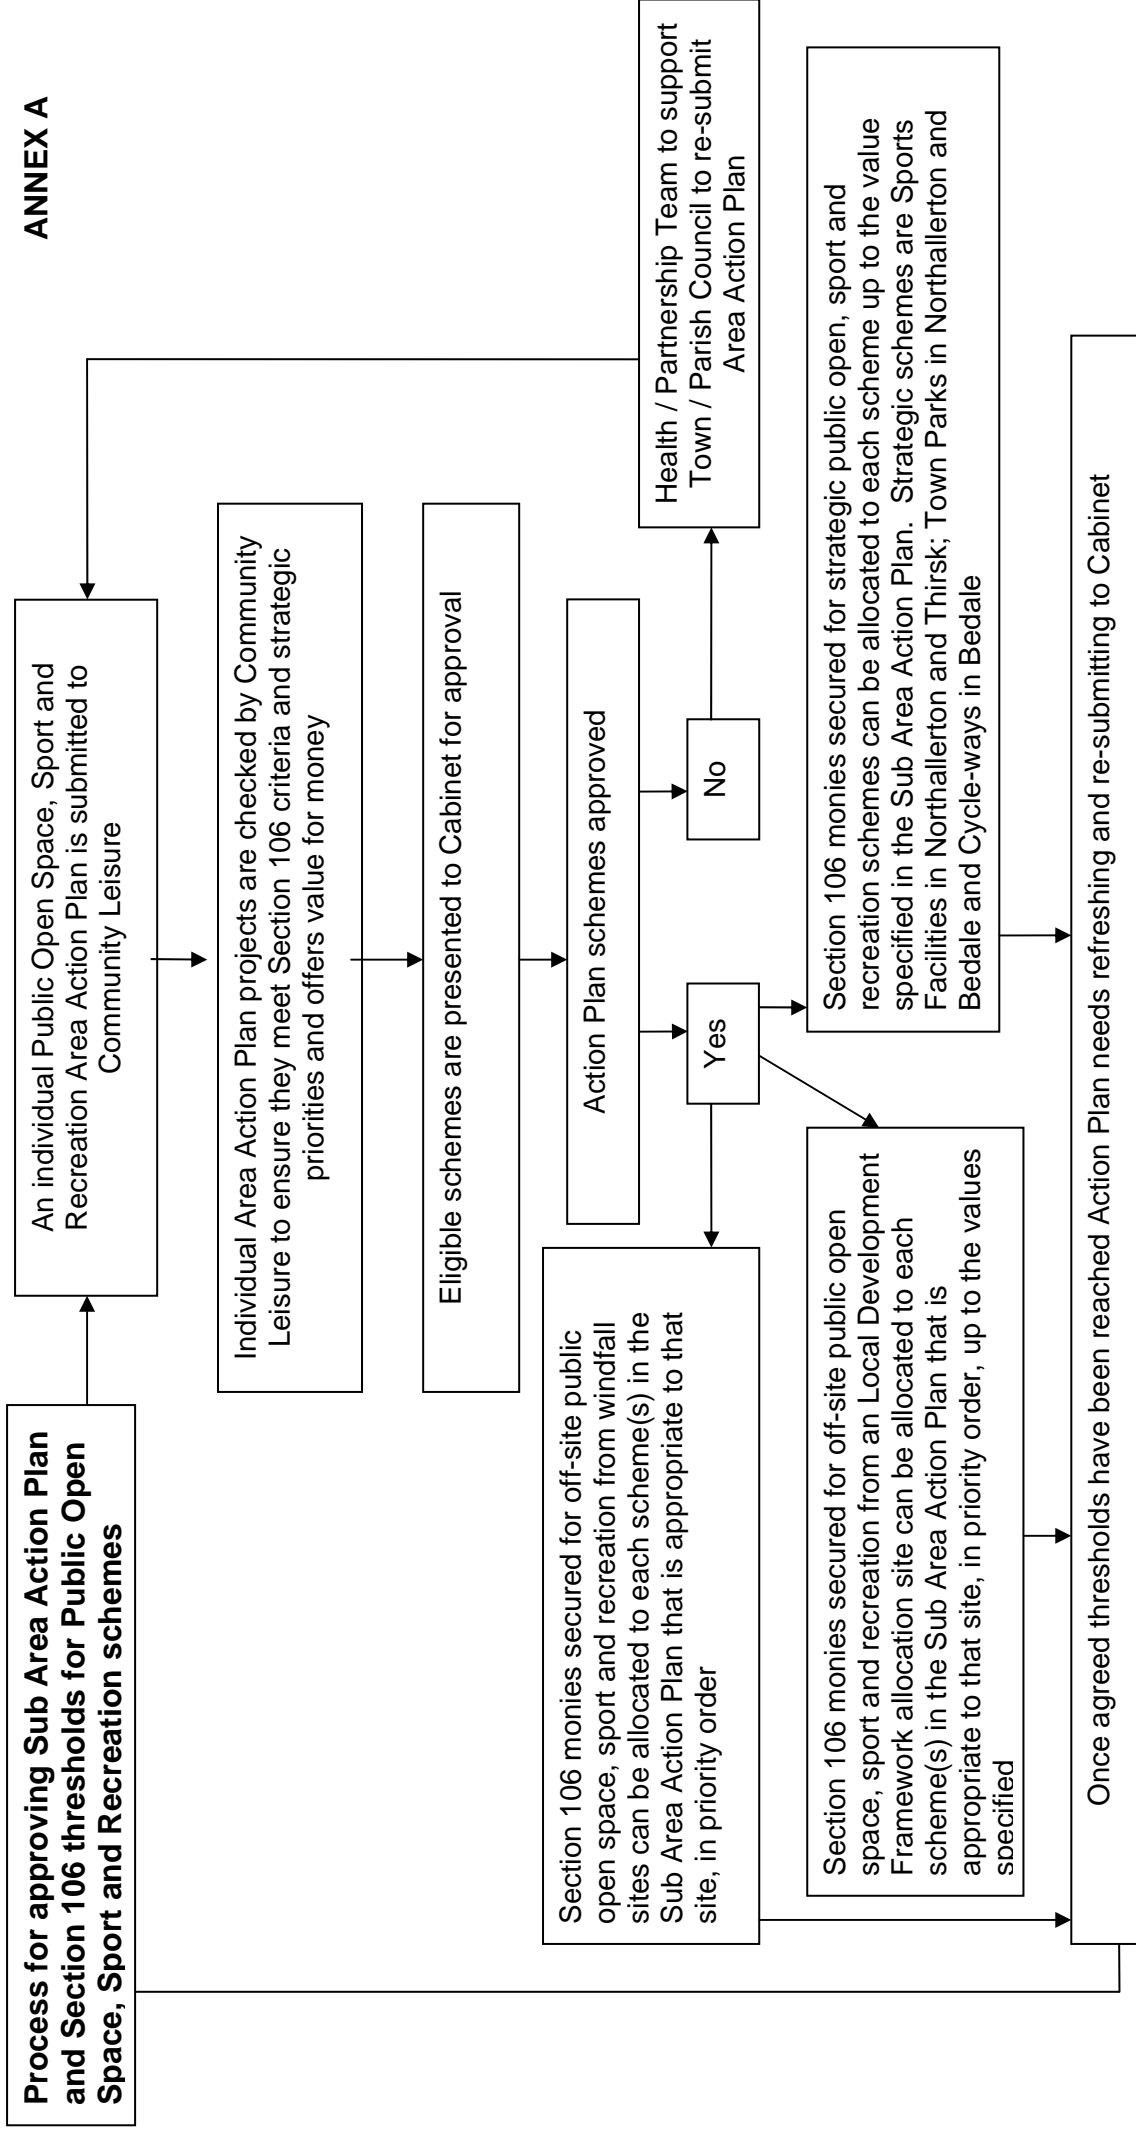 ANNEX A
Process for approving Sub Area Action Plan
and Section 106 thresholds for Public Open
Space, Sport and Recreation schemes
An individual Public Open Space, Sport and
Recreation Area Action Plan is submitted to
Community Leisure
Individual Area Action Plan projects are checked by Community
Leisure to ensure they meet Section 106 criteria and strategic
priorities and offers value for money
Eligible schemes are presented to Cabinet for approval
Action Plan schemes approved
Yes
No
Health / Partnership Team to support
Town / Parish Council to re-submit
Area Action Plan
Section 106 monies secured for off-site public
open space, sport and recreation from windfall
sites can be allocated to each scheme(s) in the
Sub Area Action Plan that is appropriate to that
site, in priority order
Section 106 monies secured for off-site public open
space, sport and recreation from an Local Development
Framework allocation site can be allocated to each
scheme(s) in the Sub Area Action Plan that is
appropriate to that site, in priority order, up to the values
specified
Section 106 monies secured for strategic public open, sport and
recreation schemes can be allocated to each scheme up to the value
specified in the Sub Area Action Plan.  Strategic schemes are Sports
Facilities in Northallerton and Thirsk; Town Parks in Northallerton and
Bedale and Cycle-ways in Bedale
Once agreed thresholds have been reached Action Plan needs refreshing and re-submitting to Cabinet